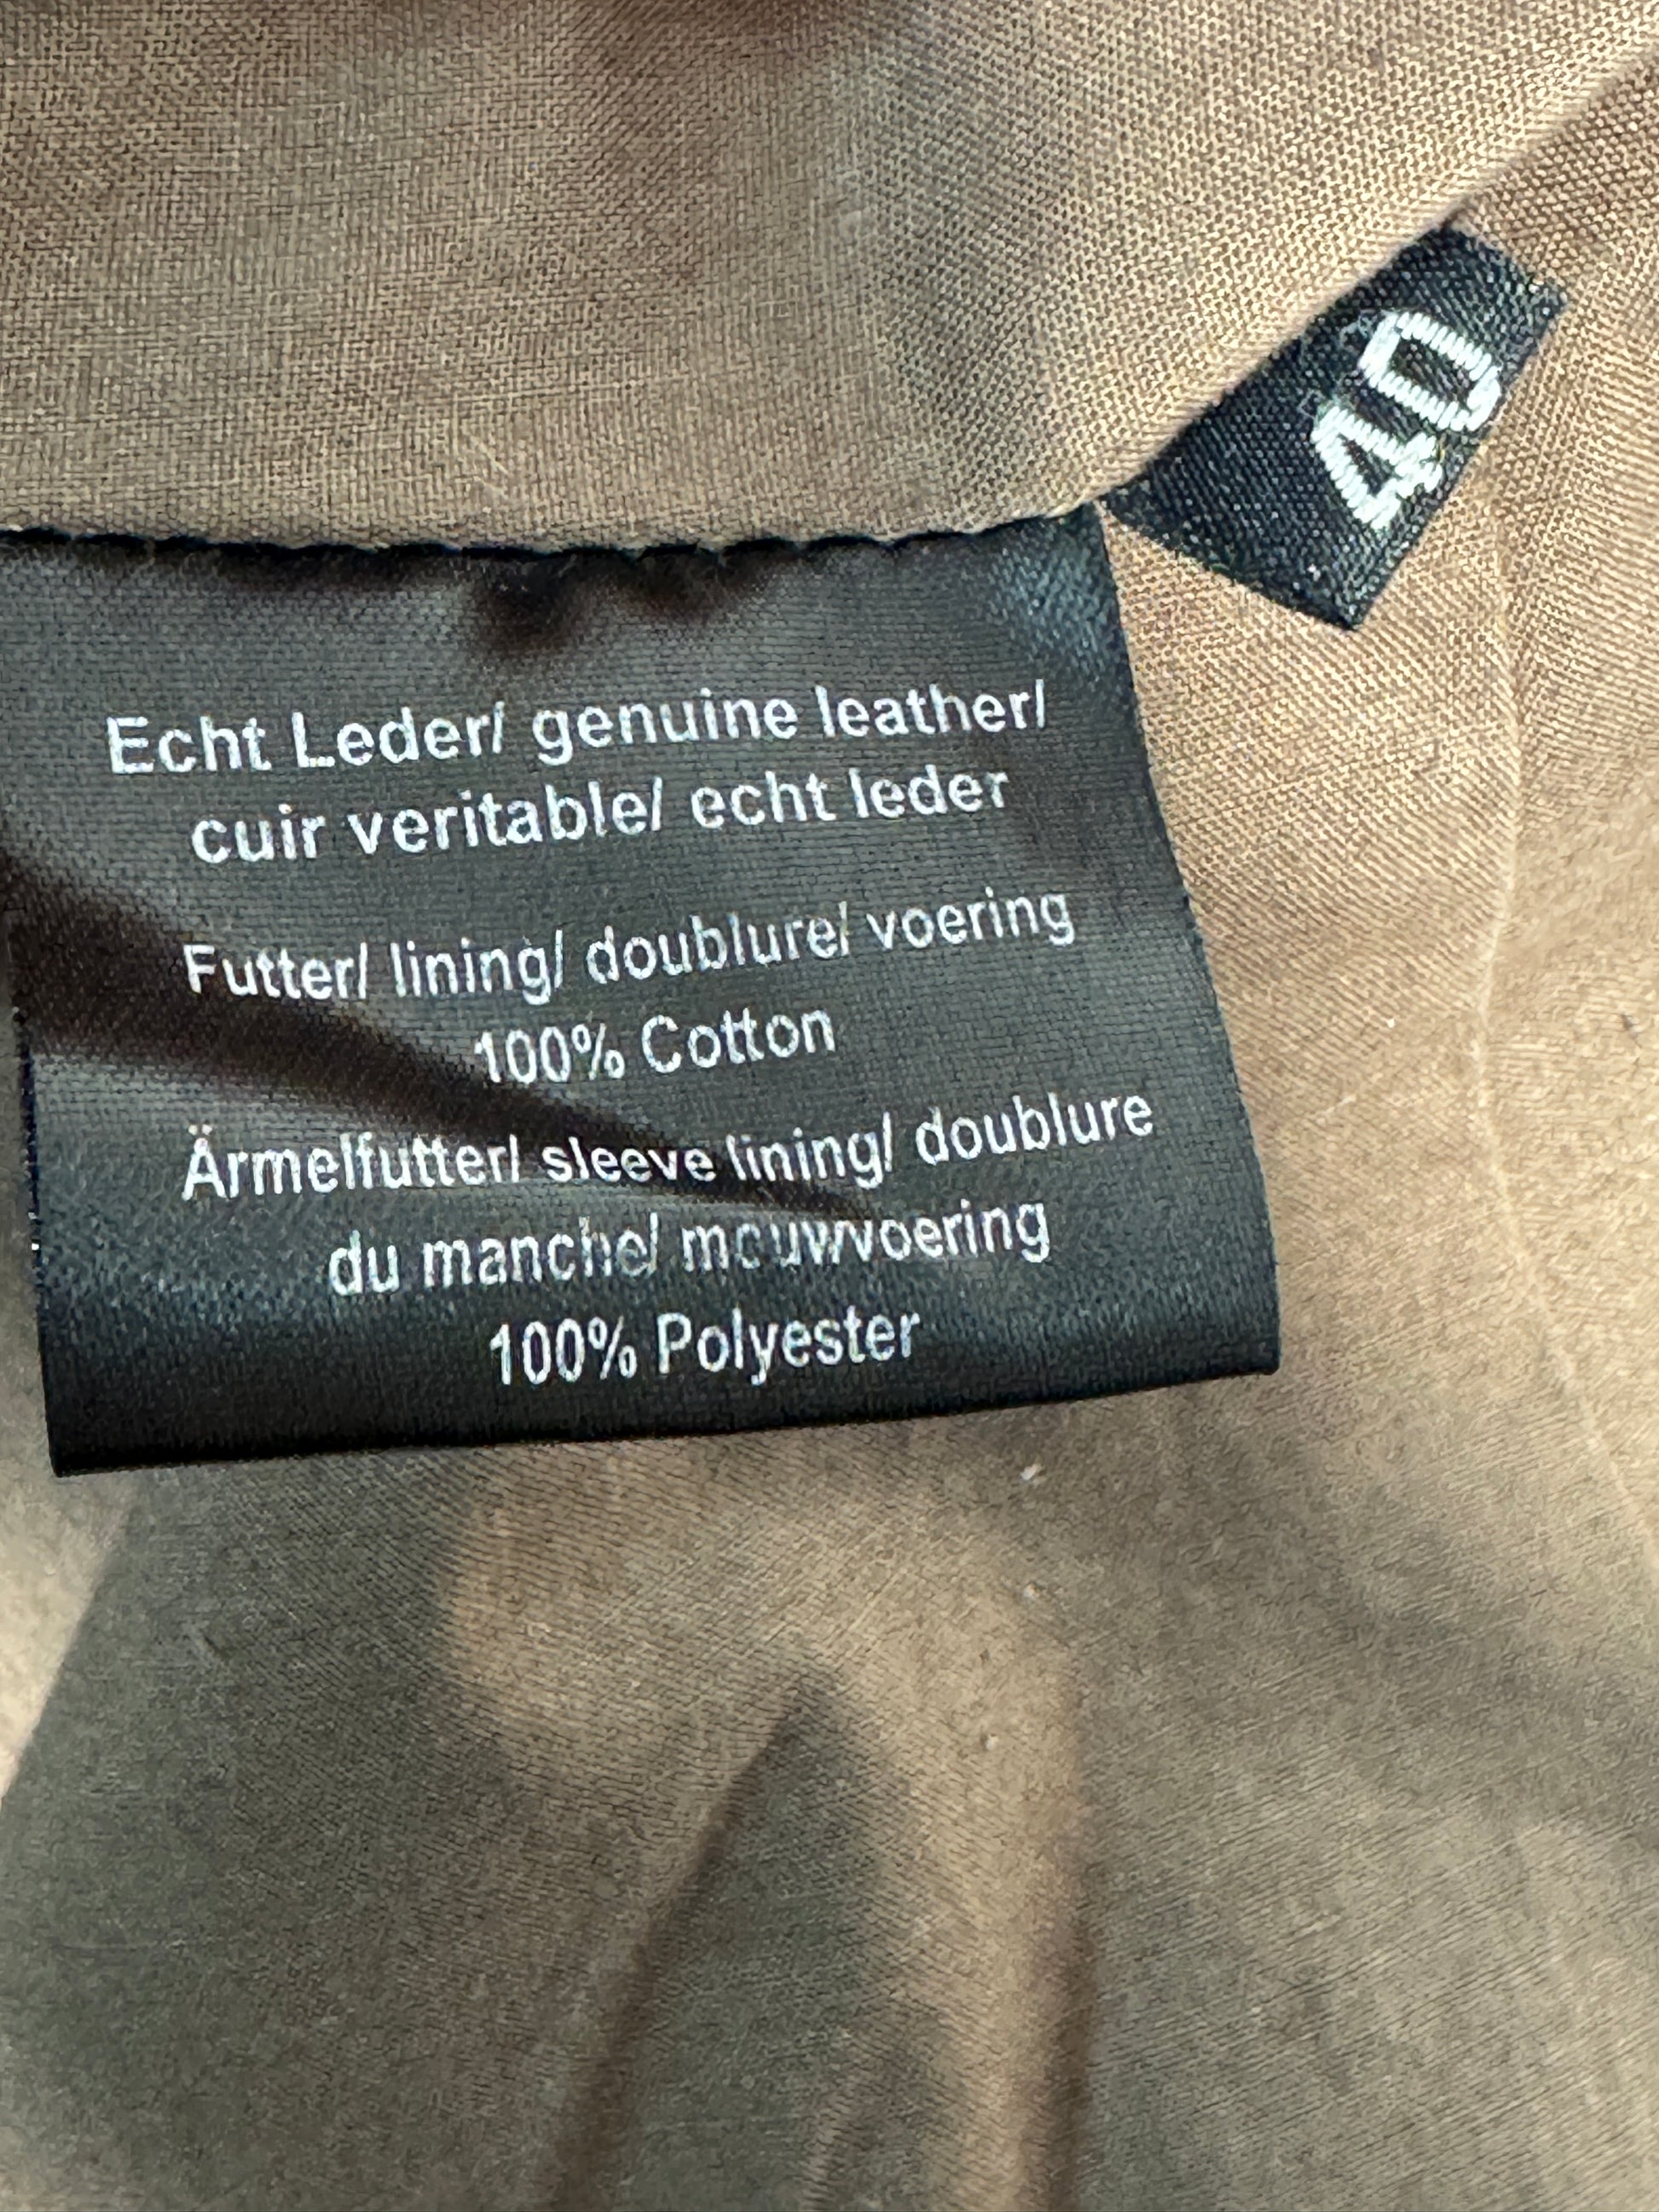 40
Echt Leder/ genuine leather/
cuir veritable/ echt leder
Futter/ lining/ doublure/ voering
100% Cotton
Ärmelfutter/ sleeve lining/ doublure
du manche/ mouwvoering
100% Polyester